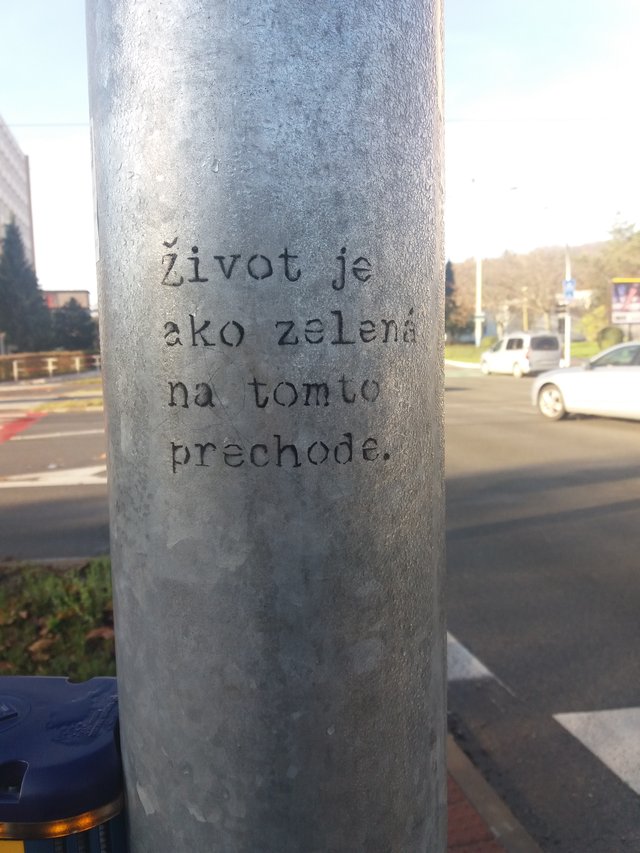 Život je
ako zelená
na tomto
prechode.